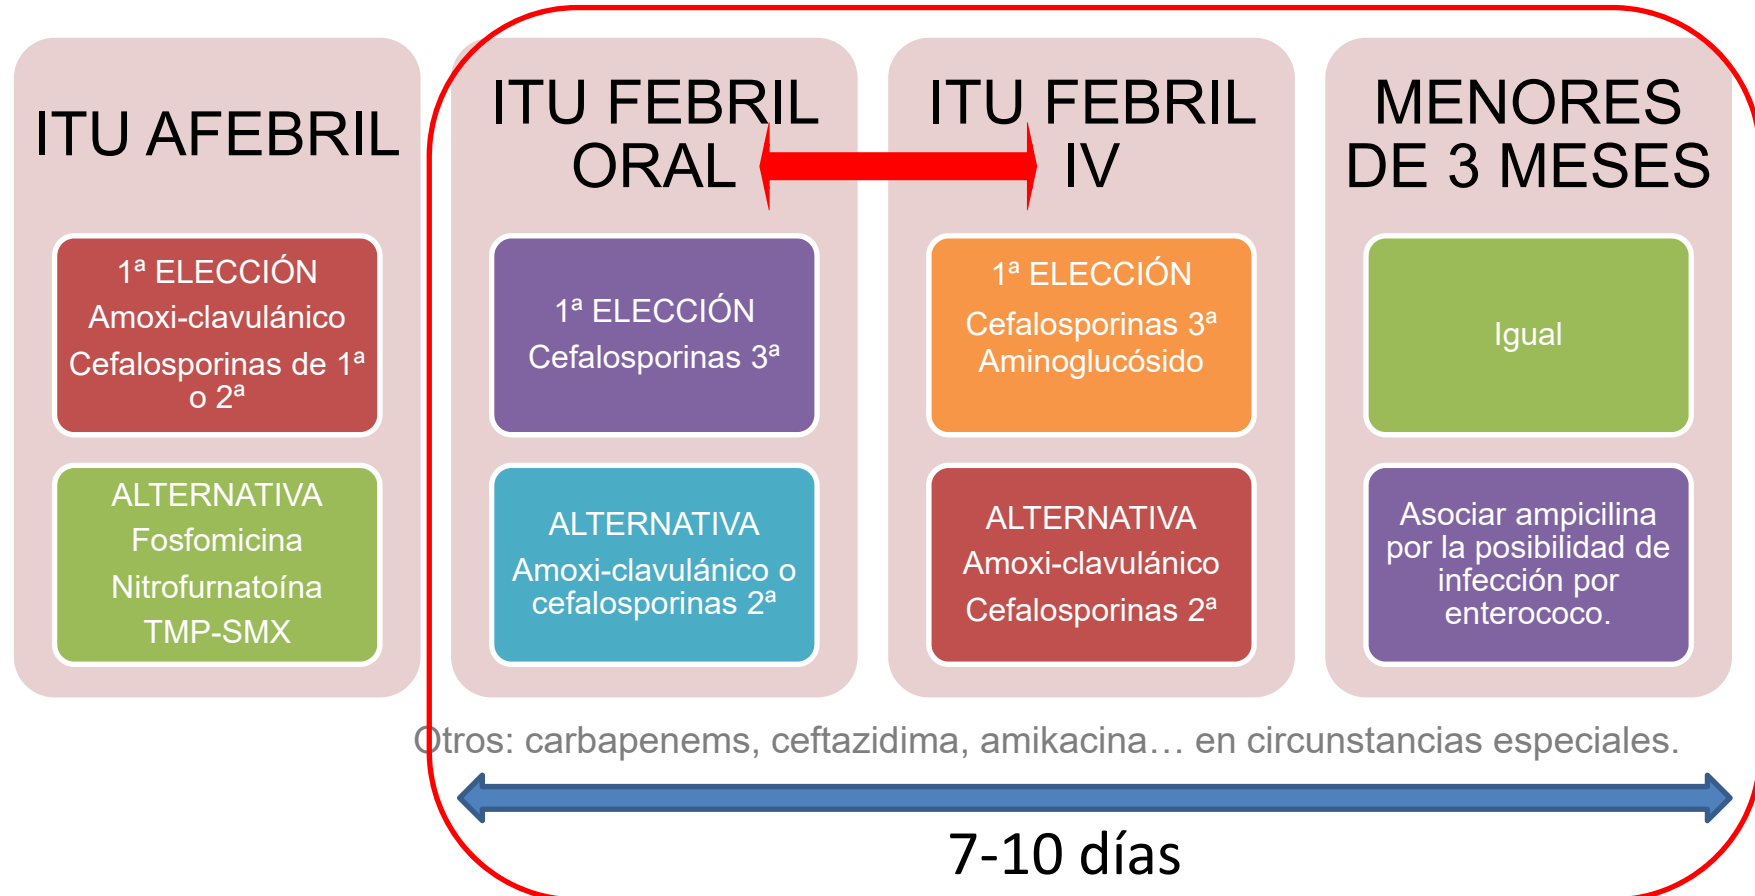 ITU AFEBRIL
1ª ELECCIÓN
Amoxi-clavulánico
Cefalosporinas de 1ª
o 2ª
ALTERNATIVA
Fosfomicina
Nitrofurnatoína
TMP-SMX
ITU FEBRIL
ORAL
1ª ELECCIÓN
Cefalosporinas 3ª
ALTERNATIVA
Amoxi-clavulánico o
cefalosporinas 2ª
ITU FEBRIL
IV
1ª ELECCIÓN
Cefalosporinas 3ª
Aminoglucósido
ALTERNATIVA
Amoxi-clavulánico
Cefalosporinas 2ª
MENORES
DE 3 MESES
Igual
Asociar ampicilina
por la posibilidad de
infección por
enterococo.
Otros: carbapenems, ceftazidima, amikacina… en circunstancias especiales.
7-10 días